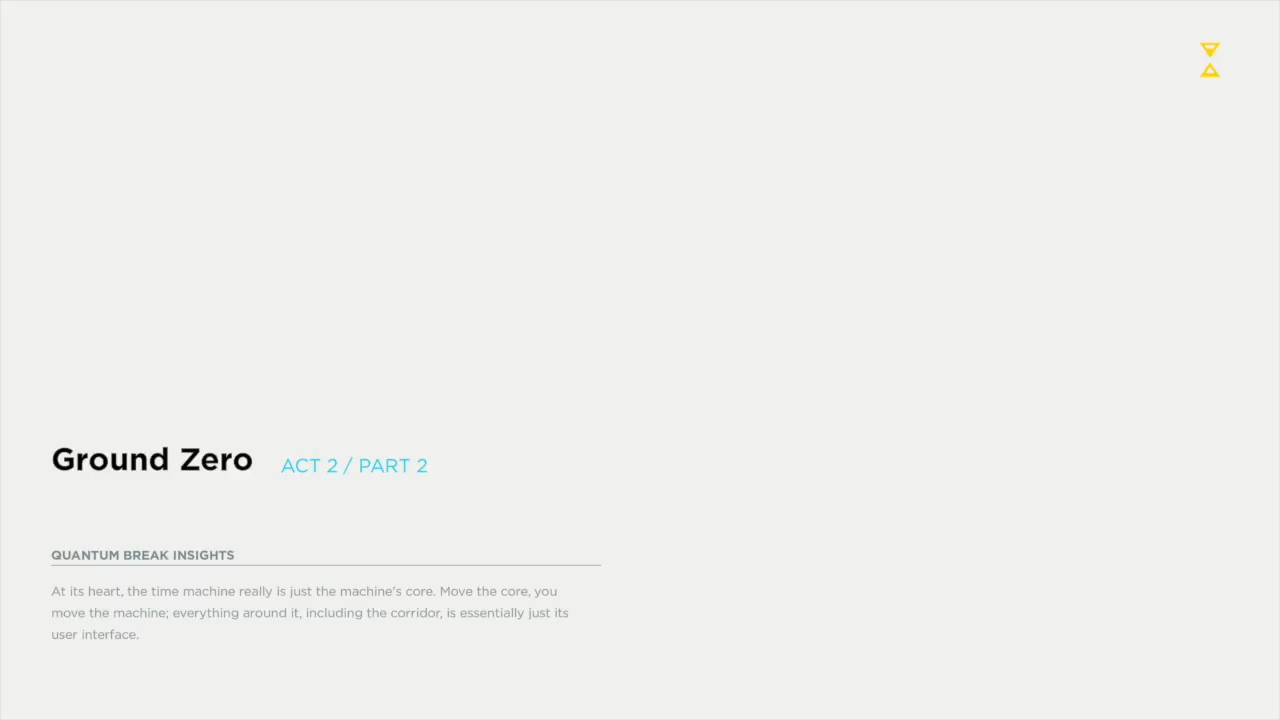 Ground Zero ACT 2 / PART 2
QUANTUM BREAK INSIGHTS
At its heart, the time machine really is just the machine's core. Move the core, you
move the machine; everything around it, including the corridor, is essentially just its
user interface.